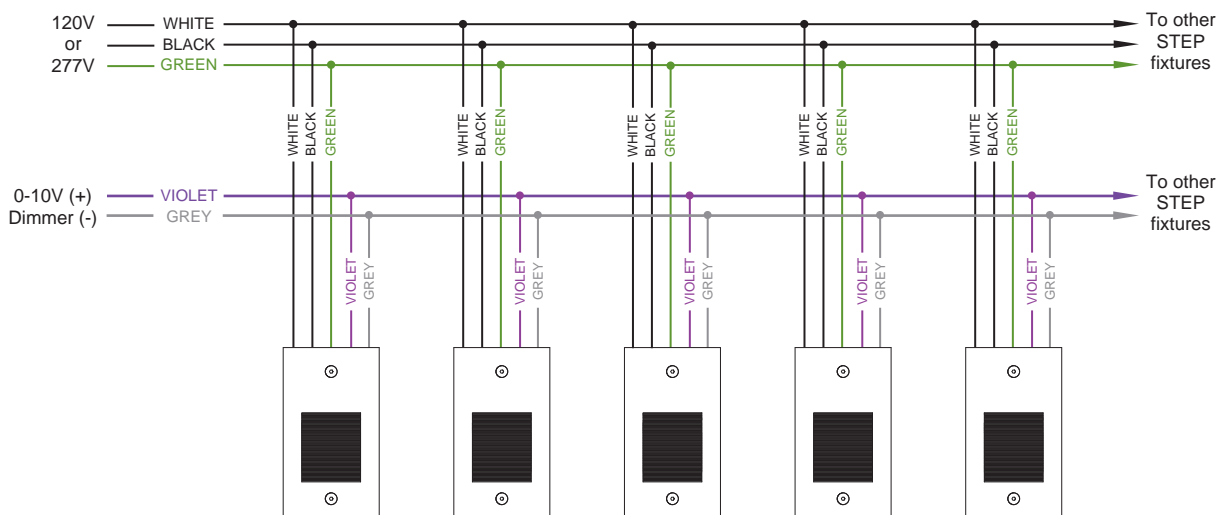 120V
or
277V
WHITE
BLACK
GREEN
To other
STEP
fixtures
WHITE
BLACK
GREEN
WHITE
BLACK
GREEN
WHITE
BLACK
GREEN
WHITE
BLACK
GREEN
WHITE
BLACK
GREEN
0-10V (+)
Dimmer (-)
VIOLET
GREY
To other
STEP
fixtures
VIOLET
GREY
VIOLET
GREY
VIOLET
GREY
VIOLET
GREY
VIOLET
GREY